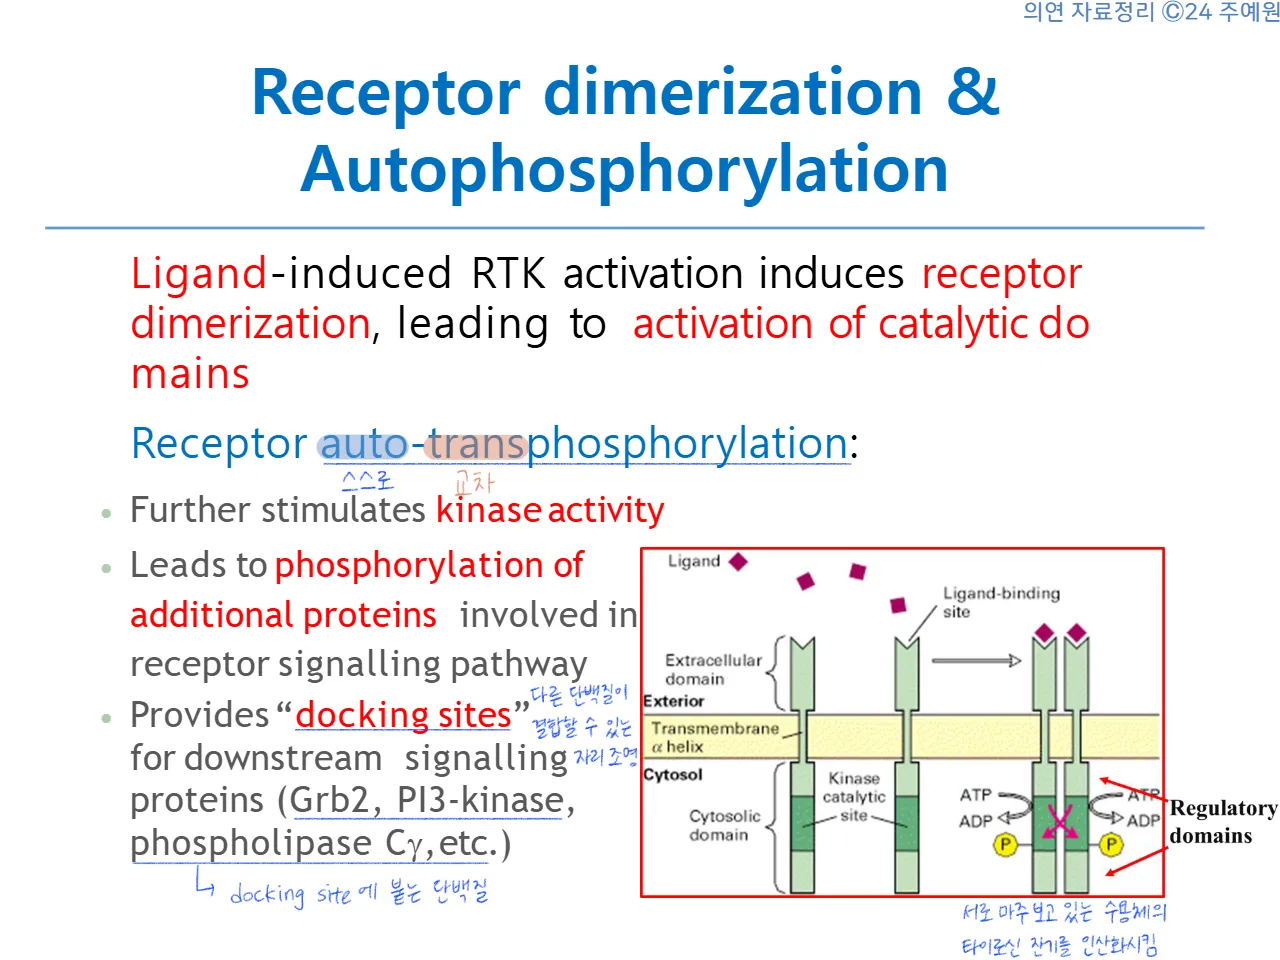 의연 자료정리 Ⓒ24 주예원
Receptor dimerization &
Autophosphorylation
Ligand-induced RTK activation induces receptor
dimerization, leading to activation of catalytic do
mains
Receptor auto-transphosphorylation:
스스로 교차
• Further stimulates kinase activity
• Leads to phosphorylation of
additional proteins involved in
receptor signalling pathway
• Provides “docking sites”
다른 단백질이
결합할 수 있는
자리 조영
for downstream signalling
proteins (Grb2, PI3-kinase,
phospholipase Cγ,etc.)
↳ docking site에 붙는 단백질
Ligand
Ligand-binding
site
Extracellular
domain
Exterior
Transmembrane
α helix
Cytosol
Kinase
catalytic
site
Cytosolic
domain
ATP
ADP
P
ATP
ADP
P
Regulatory
domains
서로 마주보고 있는 수용체의
타이로신 잔기를 인산화시킴